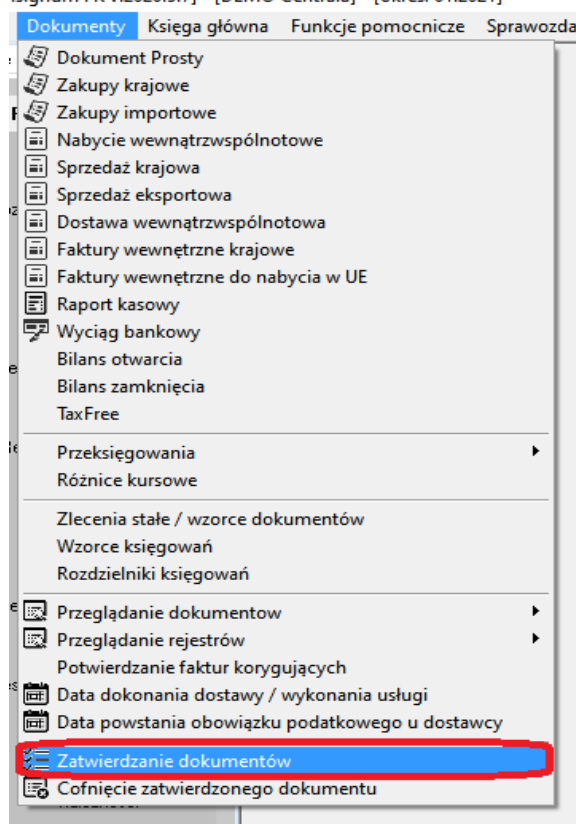 Dokumenty Księga główna Funkcje pomocnicze Sprawozda
Dokument Prosty
Zakupy krajowe
Zakupy importowe
Nabycie wewnątrzwspólnotowe
Sprzedaż krajowa
Sprzedaż eksportowa
Dostawa wewnątrzwspólnotowa
Faktury wewnętrzne krajowe
Faktury wewnętrzne do nabycia w UE
Raport kasowy
Wyciąg bankowy
Bilans otwarcia
Bilans zamknięcia
TaxFree
Przeksięgowania
Różnice kursowe
Zlecenia stałe / wzorce dokumentów
Wzorce księgowań
Rozdzielniki księgowań
Przeglądanie dokumentow
Przeglądanie rejestrów
Potwierdzanie faktur korygujących
Data dokonania dostawy / wykonania usługi
Data powstania obowiązku podatkowego u dostawcy
Zatwierdzanie dokumentów
Cofnięcie zatwierdzonego dokumentu